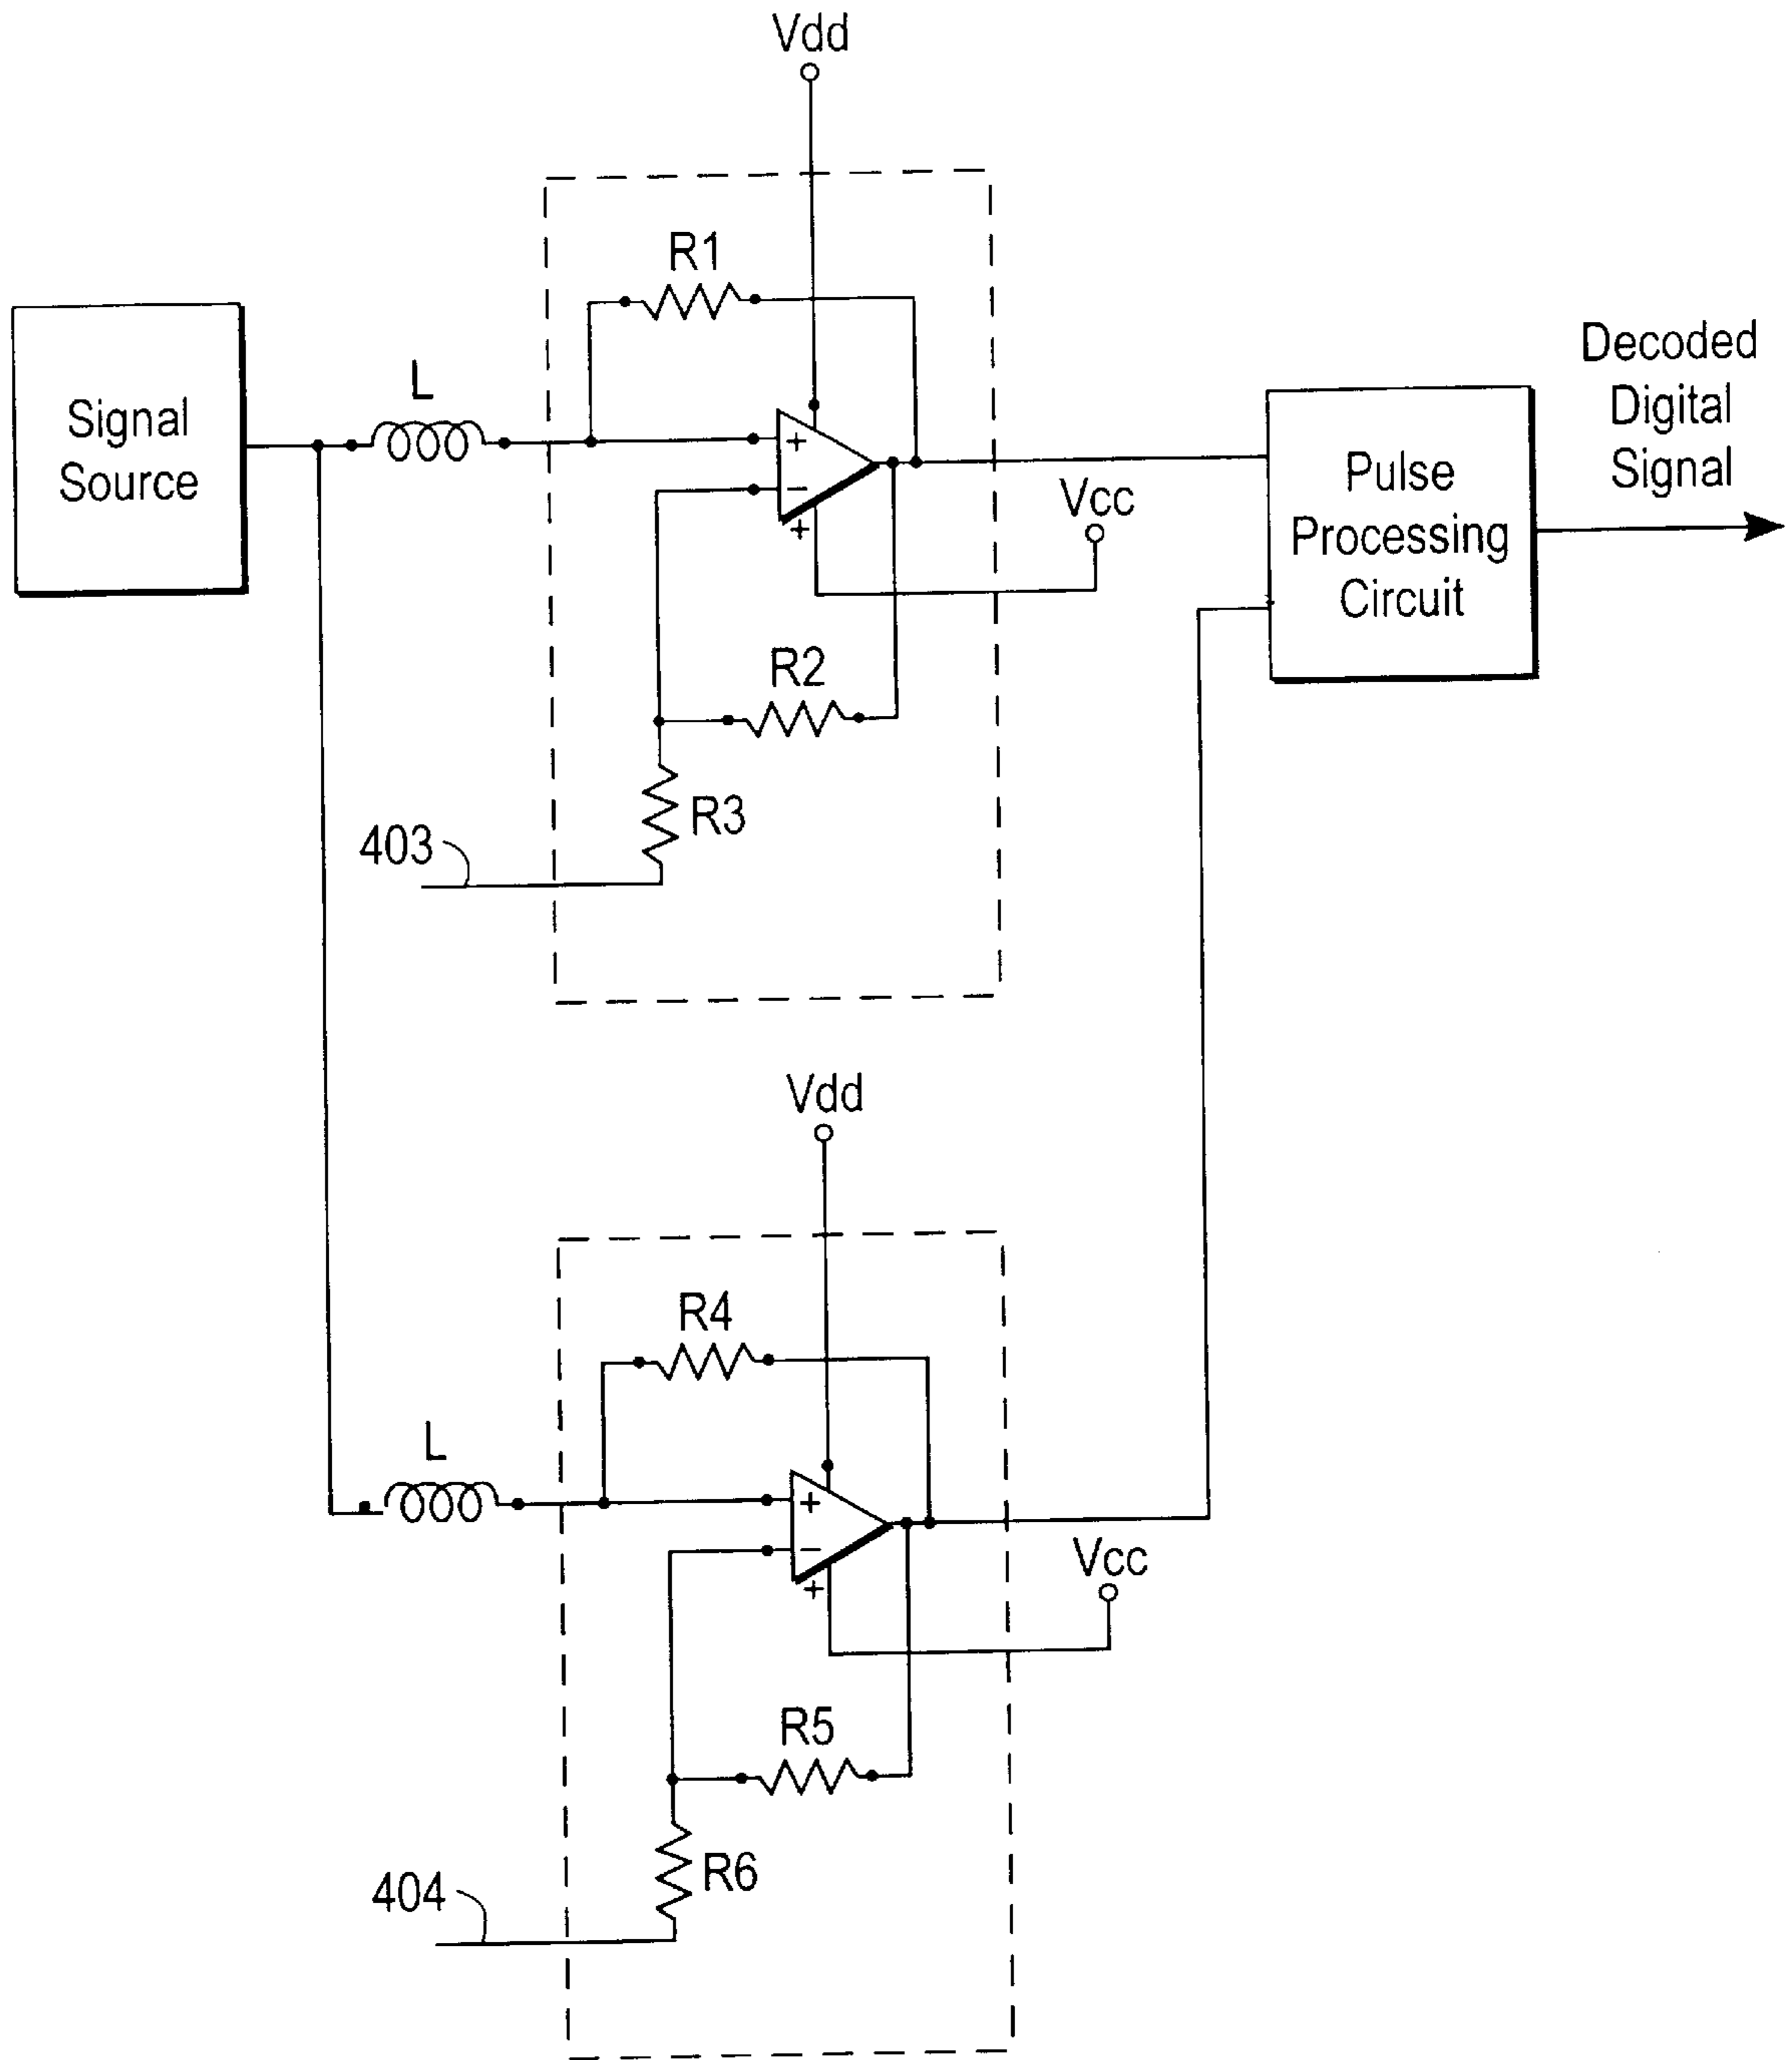 Vdd
R1
Signal
Source
L
+
−
+
Vcc
Decoded
Digital
Signal
Pulse
Processing
Circuit
R2
R3
403
Vdd
R4
L
+
−
+
Vcc
R5
R6
404